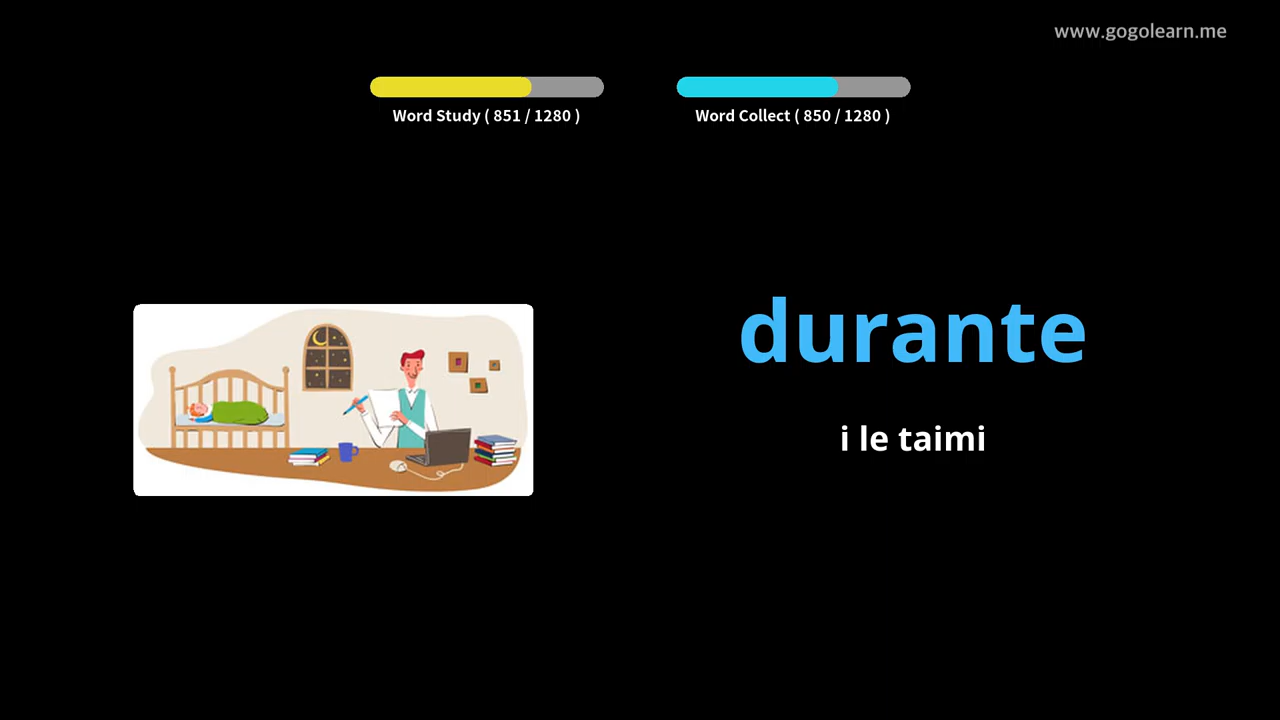 www.gogolearn.me
Word Study ( 851 / 1280 )
Word Collect ( 850 / 1280 )
durante
i le taimi